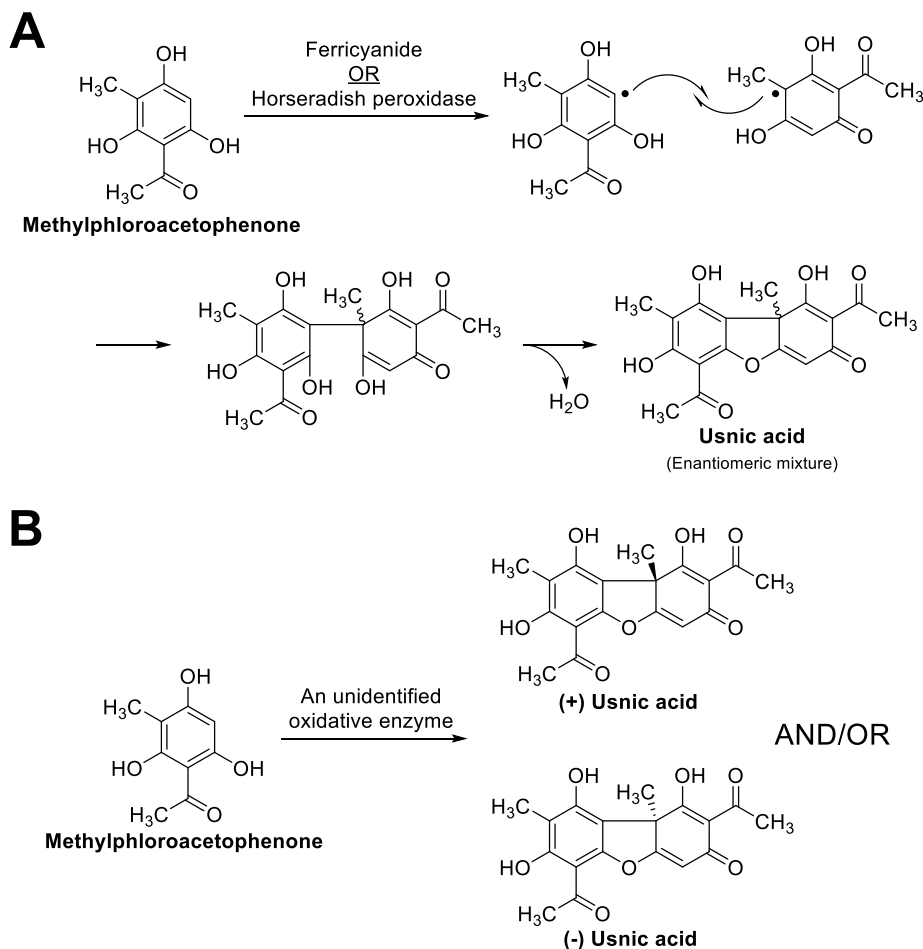 A
OH
H3C
HO
OH
H3C
O
Methylphloroacetophenone
Ferricyanide
OR
Horseradish peroxidase
OH
H3C
HO
OH
H3C
O
OH
O
H3C
CH3
HO
O
OH
H3C
OH
O
H3C
CH3
HO
OH
OH
O
H3C
O
H2O
OH
H3C
OH
O
H3C
CH3
HO
O
O
H3C
O
Usnic acid
(Enantiomeric mixture)
B
OH
H3C
HO
OH
H3C
O
Methylphloroacetophenone
An unidentified
oxidative enzyme
OH
H3C
OH
O
H3C
CH3
HO
O
O
H3C
O
(+) Usnic acid
AND/OR
OH
H3C
OH
O
H3C
CH3
HO
O
O
H3C
O
(-) Usnic acid